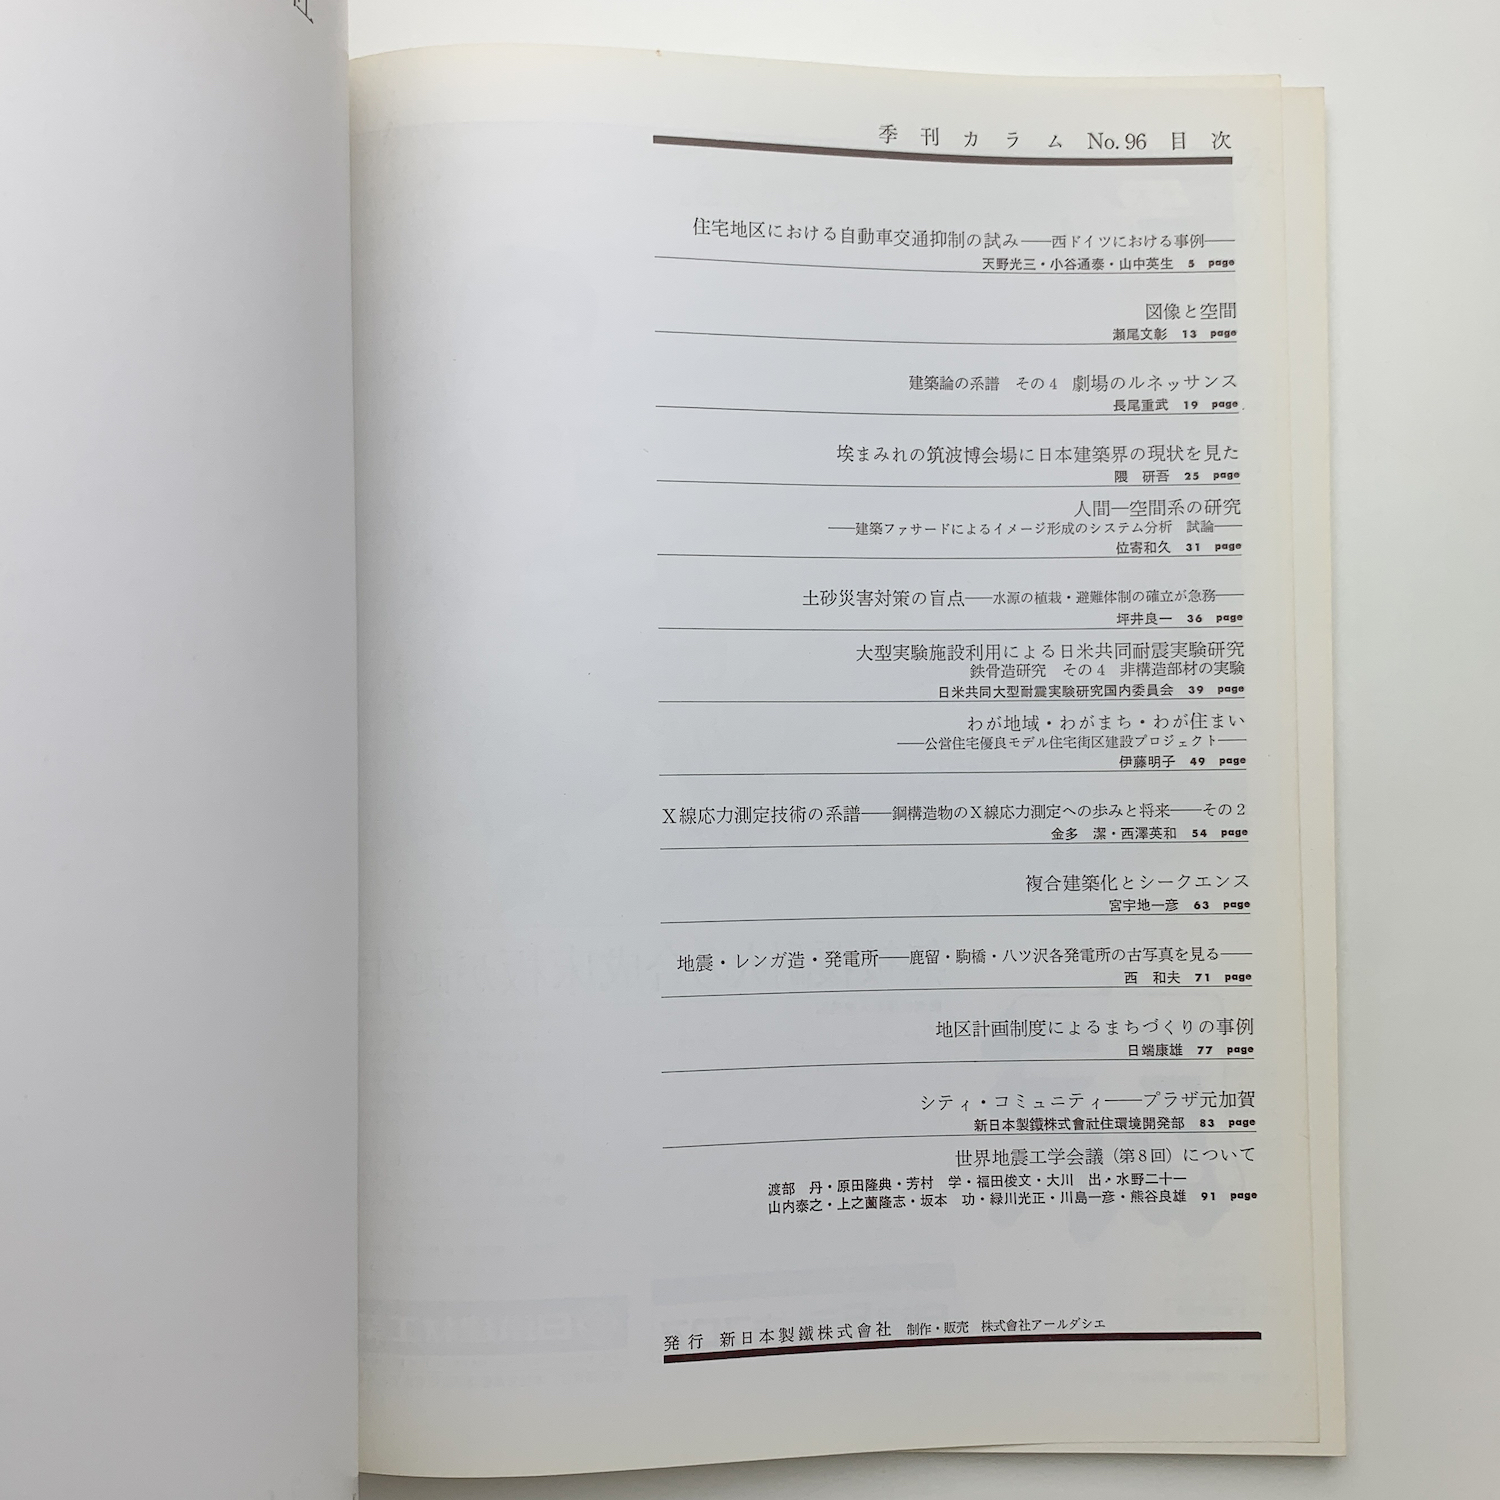 季刊カラム No. 96 目次
住宅地区における自動車交通抑制の試み——西ドイツにおける事例——
天野光三・小谷通泰・山中英生 5 page
図像と空間
瀬尾文彰 13 page
建築論の系譜 その4 劇場のルネッサンス
長尾重武 19 page
埃まみれの筑波博会場に日本建築界の現状を見た
隈 研吾 25 page
人間—空間系の研究
——建築ファサードによるイメージ形成のシステム分析 試論——
位寄和久 31 page
土砂災害対策の盲点——水源の植栽・避難体制の確立が急務——
坪井良一 36 page
大型実験施設利用による日米共同耐震実験研究
鉄骨造研究 その4 非構造部材の実験
日米共同大型耐震実験研究国内委員会 39 page
わが地域・わがまち・わが住まい
——公営住宅優良モデル住宅街区建設プロジェクト——
伊藤明子 49 page
X線応力測定技術の系譜——鋼構造物のX線応力測定への歩みと将来——その2
金多 潔・西澤英和 54 page
複合建築化とシークエンス
宮宇地一彦 63 page
地震・レンガ造・発電所——鹿留・駒橋・八ツ沢各発電所の古写真を見る——
西 和夫 71 page
地区計画制度によるまちづくりの事例
日端康雄 77 page
シティ・コミュニティ——プラザ元加賀
新日本製鐵株式會社住環境開発部 83 page
世界地震工学会議（第8回）について
渡部 丹・原田隆典・芳村 学・福田俊文・大川 出・水野二十一
山内泰之・上之薗隆志・坂本 功・緑川光正・川島一彦・熊谷良雄 91 page
発行 新日本製鐵株式會社 制作・販売 株式會社アールダシエ